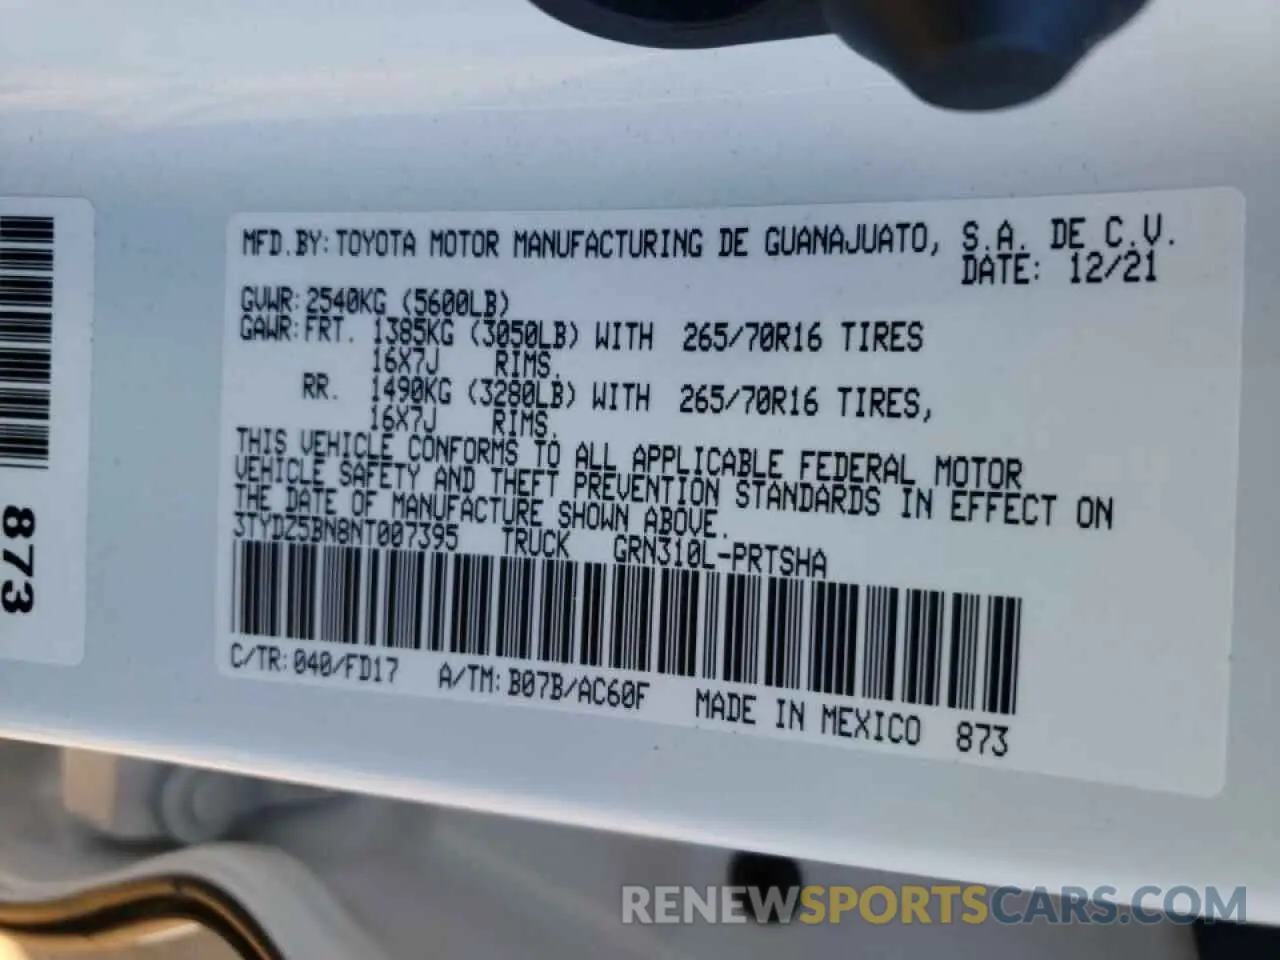 MFD.BY: TOYOTA MOTOR MANUFACTURING DE GUANAJUATO, S.A. DE C.V.
DATE: 12/21
GVWR: 2540KG (5600LB)
GAWR: FRT. 1385KG (3050LB) WITH 265/70R16 TIRES
16X7J RIMS.
RR. 1490KG (3280LB) WITH 265/70R16 TIRES,
16X7J RIMS.
THIS VEHICLE CONFORMS TO ALL APPLICABLE FEDERAL MOTOR
VEHICLE SAFETY AND THEFT PREVENTION STANDARDS IN EFFECT ON
THE DATE OF MANUFACTURE SHOWN ABOVE.
3TYDZ5BN8NT007395 TRUCK GRN310L-PRTSHA
C/TR: 040/FD17 A/TM: B07B/AC60F MADE IN MEXICO 873
873
RENEWSPORTSCARS.COM